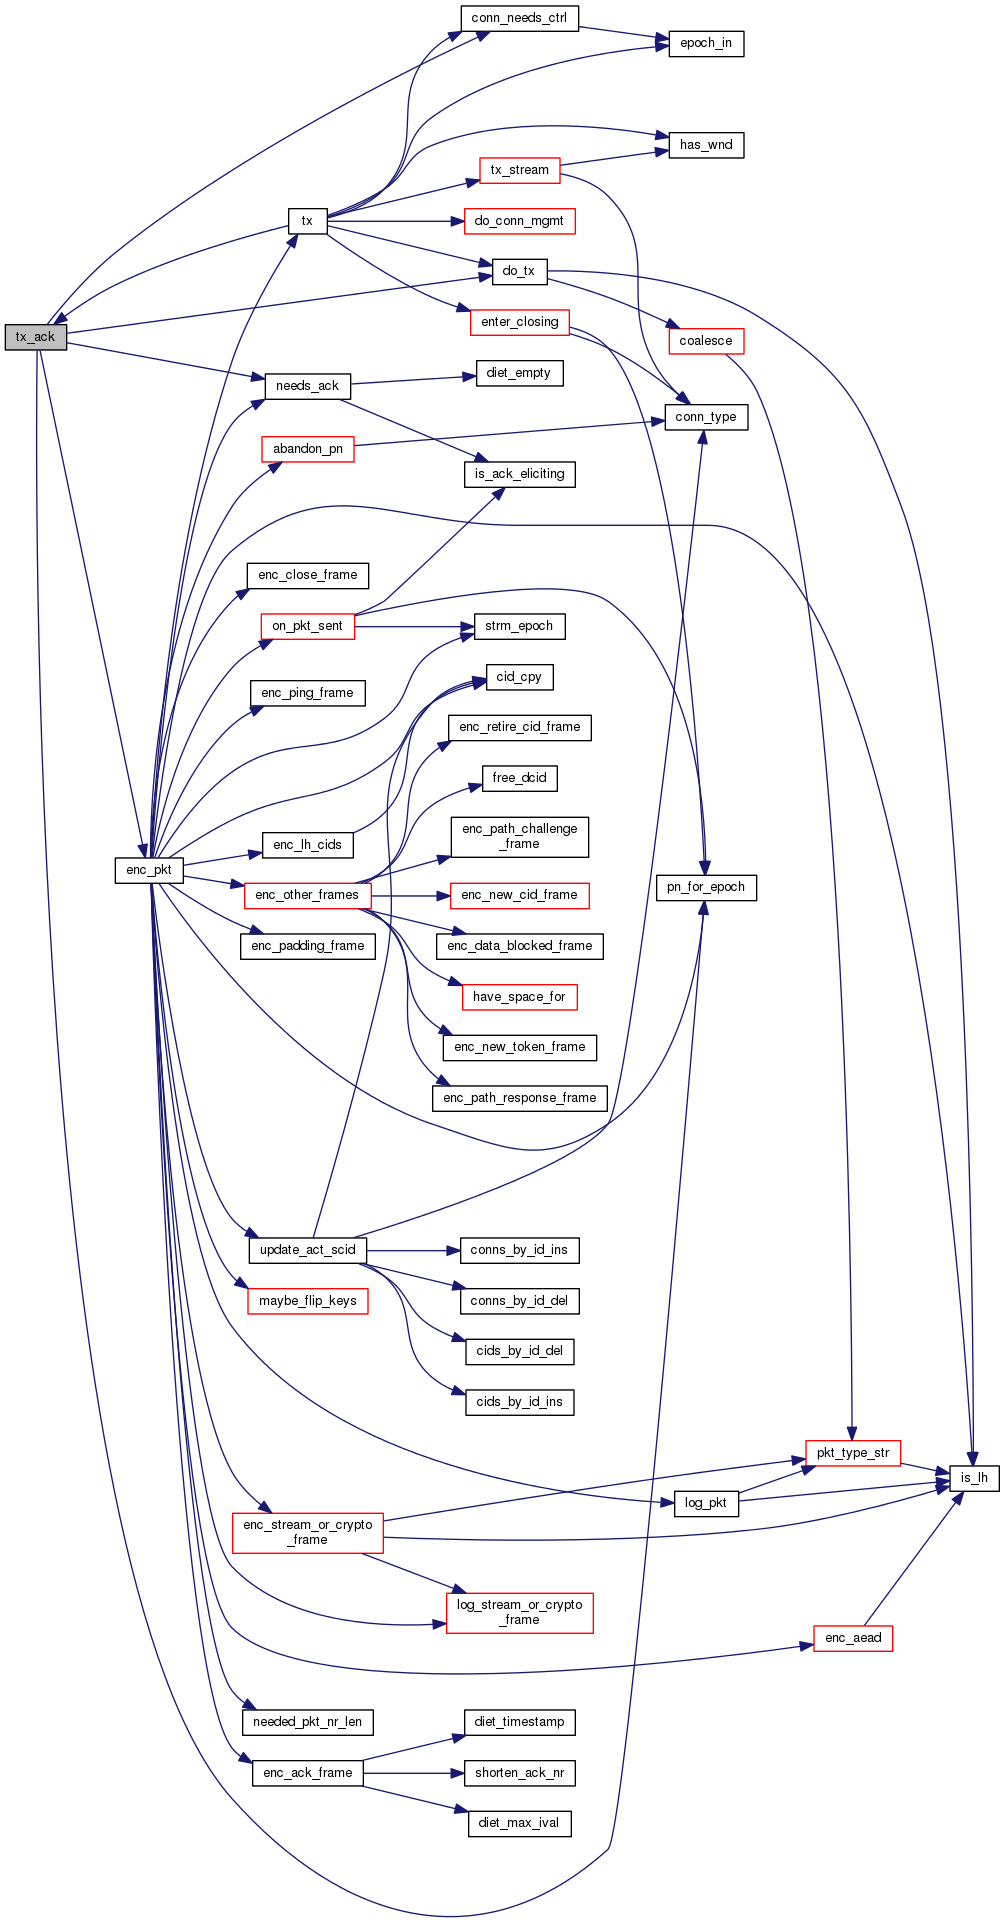 conn_needs_ctrl
epoch_in
has_wnd
tx_stream
tx
do_conn_mgmt
do_tx
enter_closing
tx_ack
coalesce
diet_empty
needs_ack
conn_type
abandon_pn
is_ack_eliciting
enc_close_frame
on_pkt_sent
strm_epoch
cid_cpy
enc_ping_frame
enc_retire_cid_frame
free_dcid
enc_path_challenge
_frame
enc_lh_cids
enc_pkt
pn_for_epoch
enc_other_frames
enc_new_cid_frame
enc_padding_frame
enc_data_blocked_frame
have_space_for
enc_new_token_frame
enc_path_response_frame
update_act_scid
conns_by_id_ins
maybe_flip_keys
conns_by_id_del
cids_by_id_del
cids_by_id_ins
pkt_type_str
is_lh
log_pkt
enc_stream_or_crypto
_frame
log_stream_or_crypto
_frame
enc_aead
needed_pkt_nr_len
diet_timestamp
enc_ack_frame
shorten_ack_nr
diet_max_ival